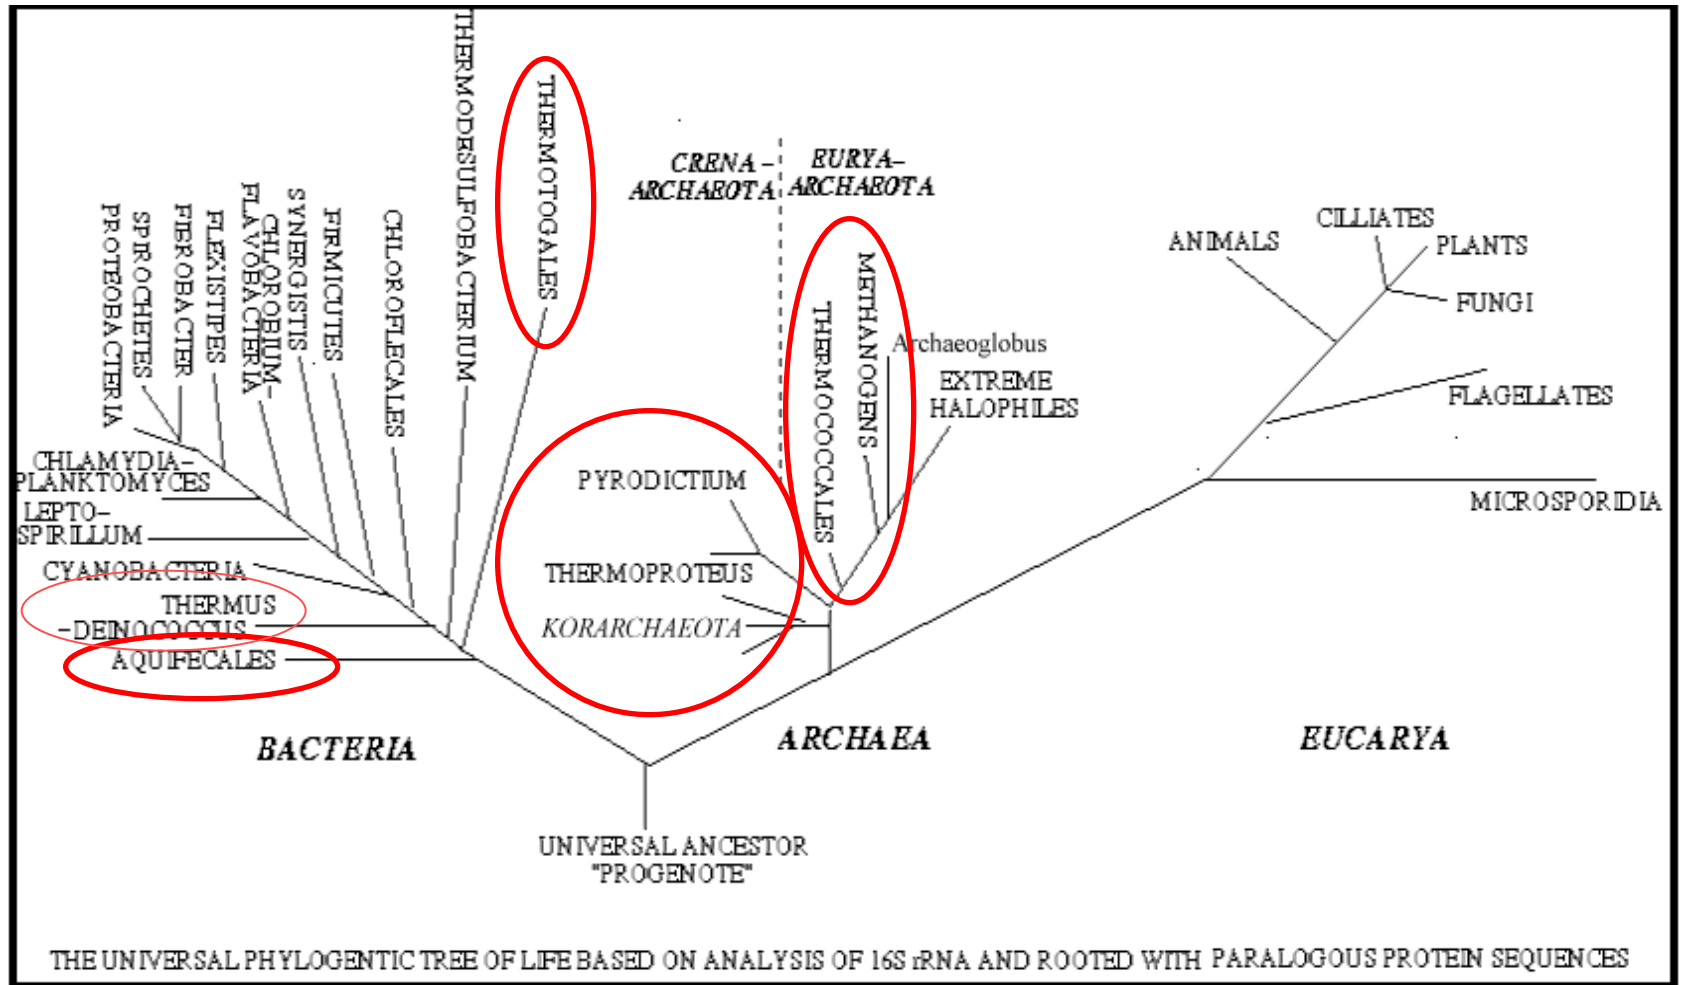 THERMODESULFOBACTERIUM
THERMOTOGALES
CRENA–
ARCHAEOTA
EURYA–
ARCHAEOTA
PROTEOBACTERIA
SPIROCHETES
FIBROBACTER
FLEXISTIPES
FLAVOBACTERIA
CHLOROBIUM–
SYNERGISTIS
FIRMICUTES
CHLOROFLECALES
METHANOGENS
THERMOCOCCALES
Archaeoglobus
EXTREME
HALOPHILES
ANIMALS
CILLIATES
PLANTS
FUNGI
FLAGELLATES
MICROSPORIDIA
CHLAMYDIA–
PLANKTOMYCES
LEPTO–
SPIRILLUM
CYANOBACTERIA
THERMUS
–DEINOCOCCUS
AQUIFECALES
PYRODICTIUM
THERMOPROTEUS
KORARCHAEOTA
BACTERIA
ARCHAEA
EUCARYA
UNIVERSAL ANCESTOR
"PROGENOTE"
THE UNIVERSAL PHYLOGENTIC TREE OF LIFE BASED ON ANALYSIS OF 16S rRNA AND ROOTED WITH PARALOGOUS PROTEIN SEQUENCES